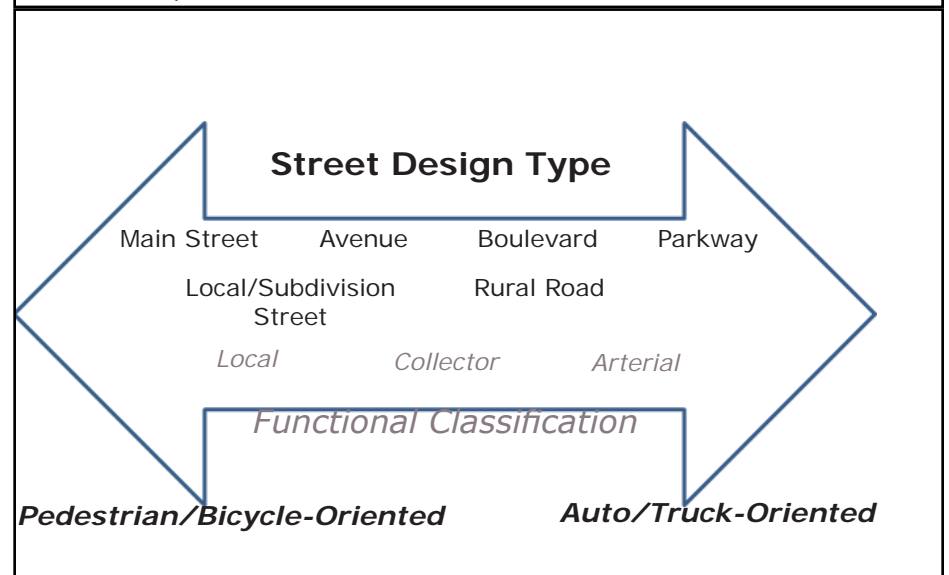 Street Design Type
Main Street Avenue Boulevard Parkway
Local/Subdivision Rural Road
Street
Local Collector Arterial
Functional Classification
Pedestrian/Bicycle-Oriented Auto/Truck-Oriented